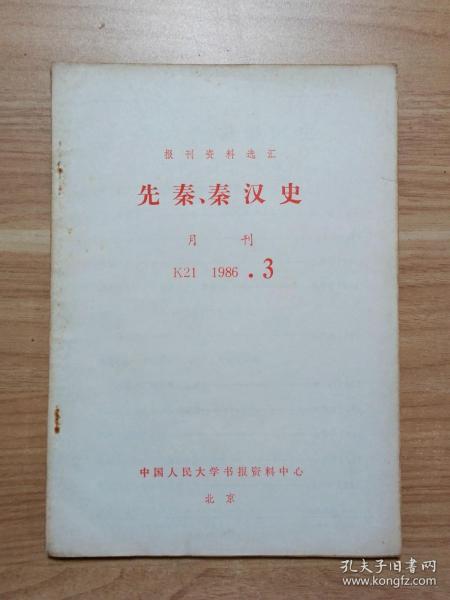 报刊资料选汇
先秦、秦汉史
月刊
K21 1986.3
中国人民大学书报资料中心
北京
孔夫子旧书网
www.kongfz.com